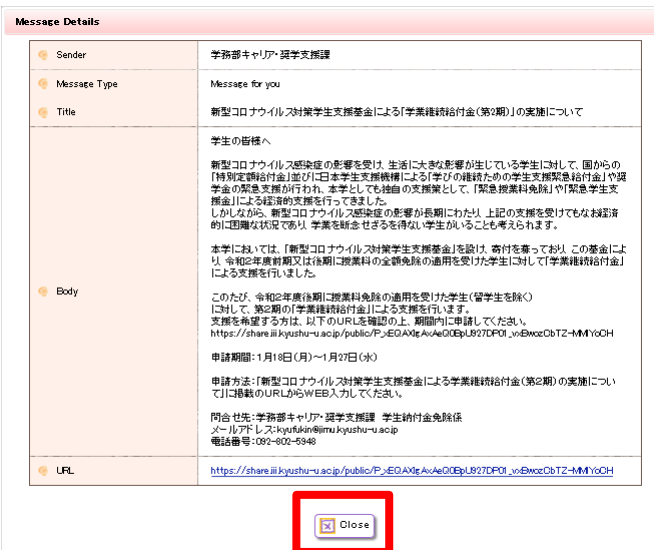 Message Details
Sender
学務部キャリア・奨学支援課
Message Type
Message for you
Title
新型コロナウイルス対策学生支援基金による「学業継続給付金(第2期)」の実施について
Body
学生の皆様へ
新型コロナウイルス感染症の影響を受け、生活に大きな影響が生じている学生に対して、国からの
「特別定額給付金」並びに日本学生支援機構による「学びの継続のための学生支援緊急給付金」や奨
学金の緊急支援が行われ、本学としても独自の支援策として、「緊急授業料免除」や「緊急学生支
援金」による経済的支援を行ってきました。
しかしながら、新型コロナウイルス感染症の影響が長期にわたり、上記の支援を受けてもなお経済
的に困難な状況であり、学業を断念せざるを得ない学生がいることも考えられます。
本学においては、「新型コロナウイルス対策学生支援基金」を設け、寄付を募っており、この基金によ
り、令和2年度前期又は後期に授業料の全額免除の適用を受けた学生に対して「学業継続給付金」
による支援を行いました。
このたび、令和2年度後期に授業料免除の適用を受けた学生(留学生を除く)
に対して、第2期の「学業継続給付金」による支援を行います。
支援を希望する方は、以下のURLを確認の上、期間内に申請してください。
https://share.iii.kyushu-u.ac.jp/public/
申請期間:1月18日(月)~1月27日(水)
申請方法:「新型コロナウイルス対策学生支援基金による学業継続給付金(第2期)の実施につい
て」に掲載のURLからWEB入力してください。
問合せ先:学務部キャリア・奨学支援課 学生納付金免除係
メールアドレス:kyufukin@jimu.kyushu-u.ac.jp
電話番号:092-802-5948
URL
https://share.iii.kyushu-u.ac.jp/public/
Close